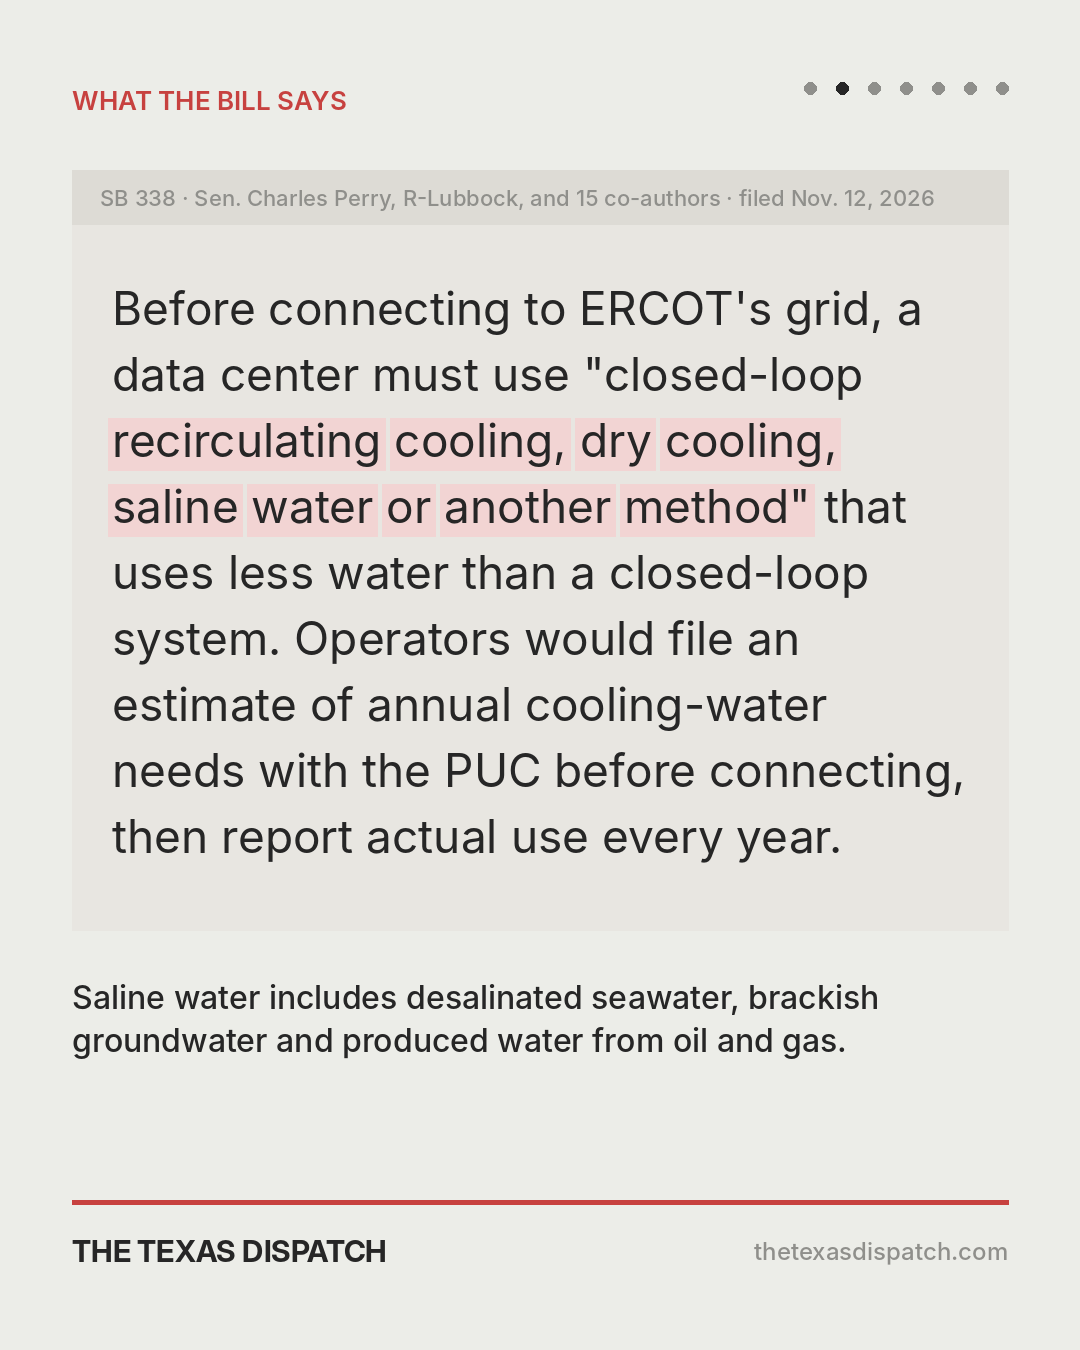 WHAT THE BILL SAYS
SB 338 · Sen. Charles Perry, R-Lubbock, and 15 co-authors · filed Nov. 12, 2026
Before connecting to ERCOT's grid, a
data center must use "closed-loop
recirculating cooling, dry cooling,
saline water or another method" that
uses less water than a closed-loop
system. Operators would file an
estimate of annual cooling-water
needs with the PUC before connecting,
then report actual use every year.
Saline water includes desalinated seawater, brackish
groundwater and produced water from oil and gas.
THE TEXAS DISPATCH
thetexasdispatch.com